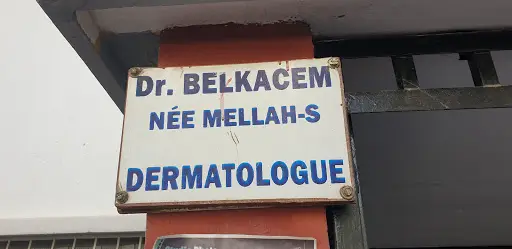 Dr. BELKACEM
NÉE MELLAH-S
DERMATOLOGUE